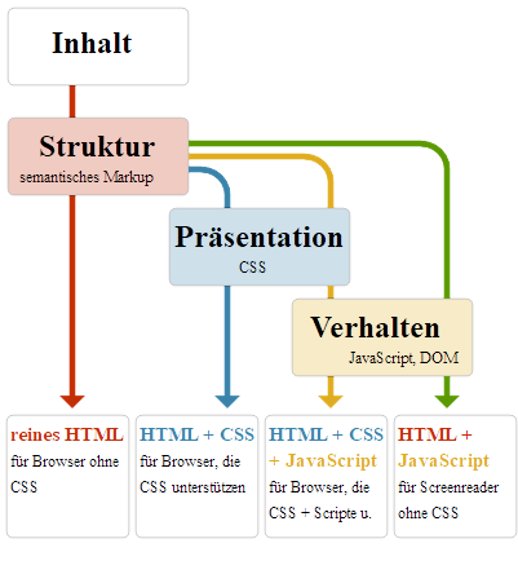 Inhalt
Struktur
semantisches Markup
Präsentation
CSS
Verhalten
JavaScript, DOM
reines HTML
für Browser ohne
CSS
HTML + CSS
für Browser, die
CSS unterstützen
HTML + CSS
+ JavaScript
für Browser, die
CSS + Scripte u.
HTML +
JavaScript
für Screenreader
ohne CSS